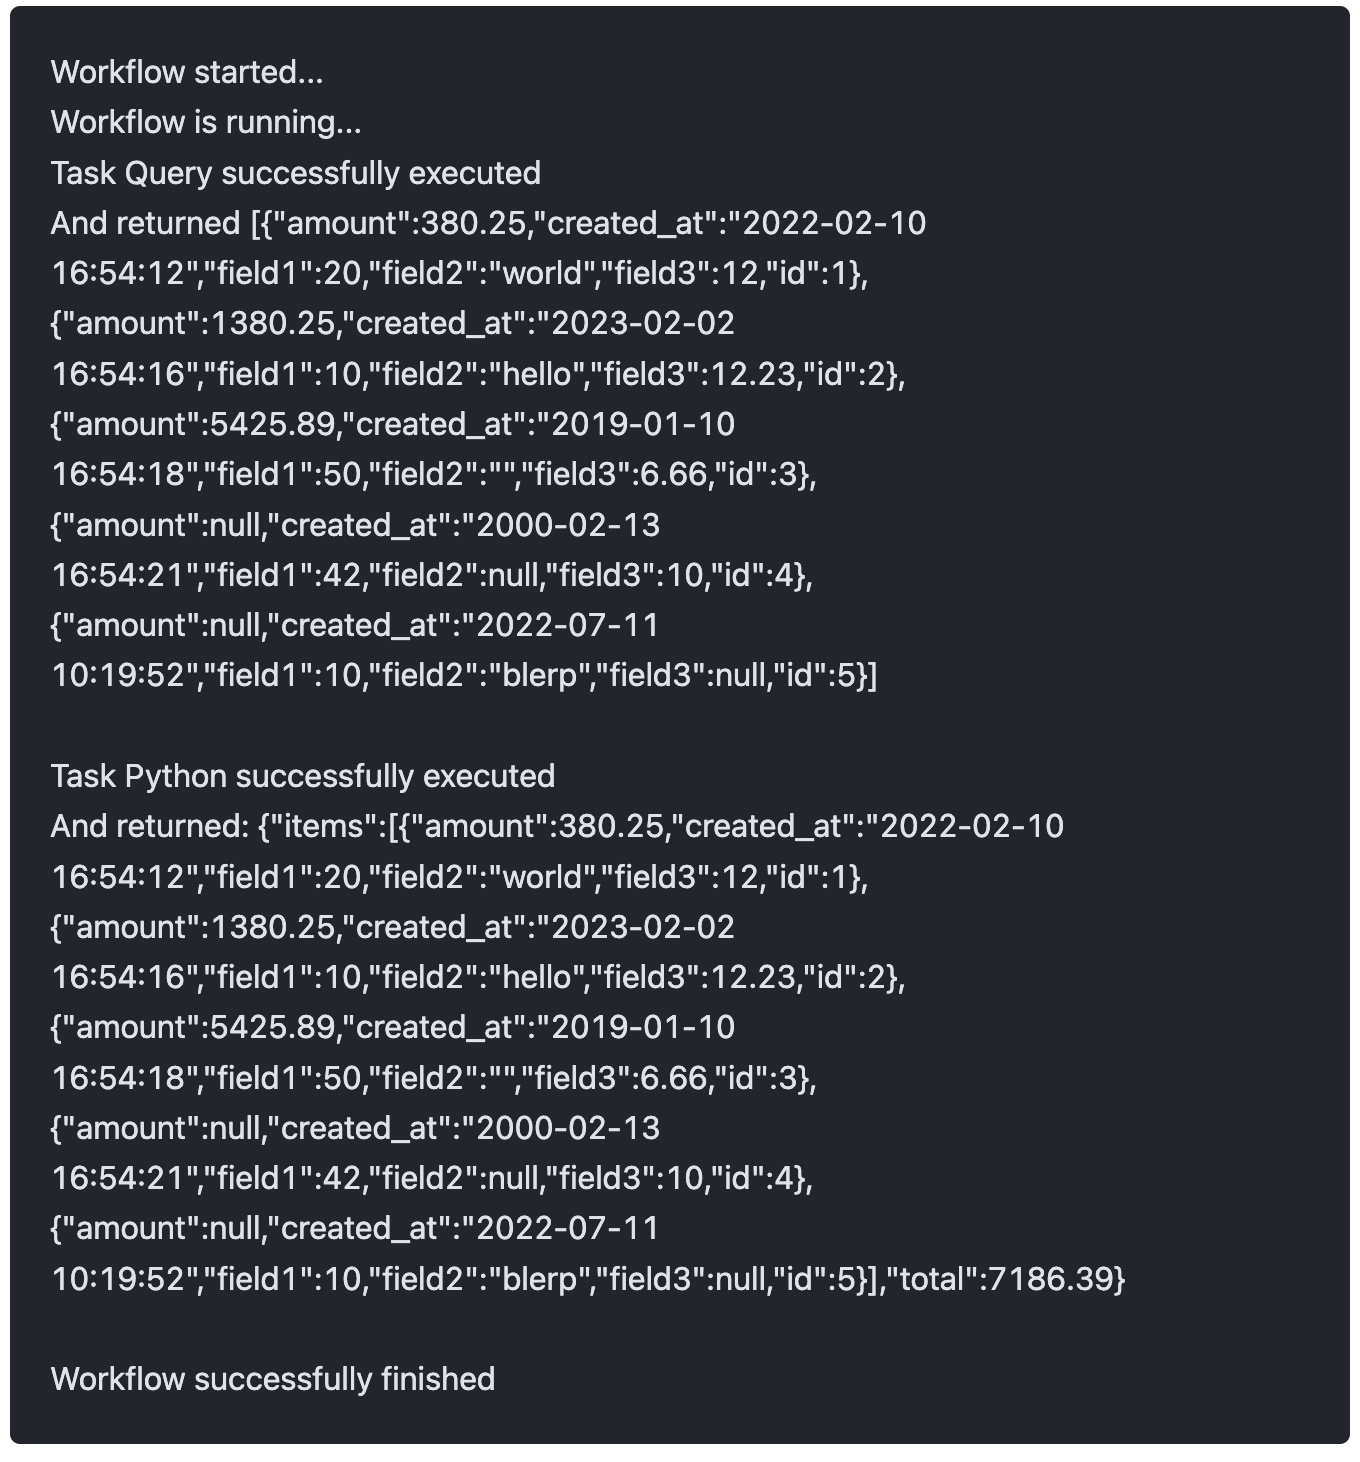 Workflow started...
Workflow is running...
Task Query successfully executed
And returned [{"amount":380.25,"created_at":"2022-02-10
16:54:12","field1":20,"field2":"world","field3":12,"id":1},
{"amount":1380.25,"created_at":"2023-02-02
16:54:16","field1":10,"field2":"hello","field3":12.23,"id":2},
{"amount":5425.89,"created_at":"2019-01-10
16:54:18","field1":50,"field2":"","field3":6.66,"id":3},
{"amount":null,"created_at":"2000-02-13
16:54:21","field1":42,"field2":null,"field3":10,"id":4},
{"amount":null,"created_at":"2022-07-11
10:19:52","field1":10,"field2":"blerp","field3":null,"id":5}]
Task Python successfully executed
And returned: {"items":[{"amount":380.25,"created_at":"2022-02-10
16:54:12","field1":20,"field2":"world","field3":12,"id":1},
{"amount":1380.25,"created_at":"2023-02-02
16:54:16","field1":10,"field2":"hello","field3":12.23,"id":2},
{"amount":5425.89,"created_at":"2019-01-10
16:54:18","field1":50,"field2":"","field3":6.66,"id":3},
{"amount":null,"created_at":"2000-02-13
16:54:21","field1":42,"field2":null,"field3":10,"id":4},
{"amount":null,"created_at":"2022-07-11
10:19:52","field1":10,"field2":"blerp","field3":null,"id":5}],"total":7186.39}
Workflow successfully finished